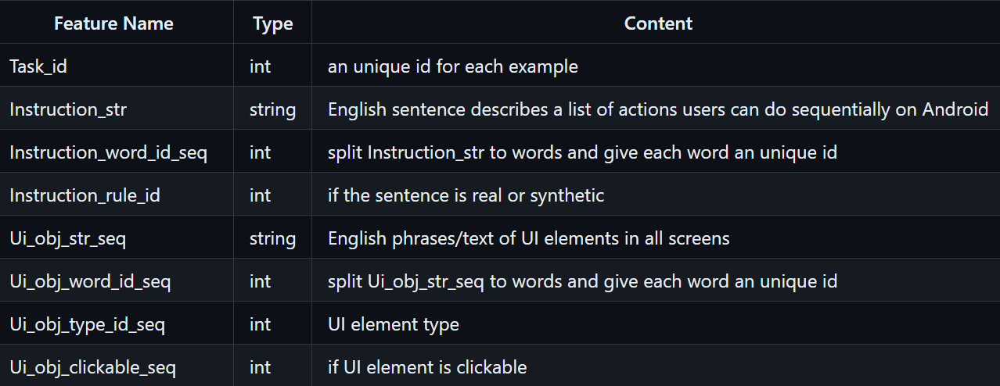 Feature Name Type Content
Task_id int an unique id for each example
Instruction_str string English sentence describes a list of actions users can do sequentially on Android
Instruction_word_id_seq int split Instruction_str to words and give each word an unique id
Instruction_rule_id int if the sentence is real or synthetic
Ui_obj_str_seq string English phrases/text of UI elements in all screens
Ui_obj_word_id_seq int split Ui_obj_str_seq to words and give each word an unique id
Ui_obj_type_id_seq int UI element type
Ui_obj_clickable_seq int if UI element is clickable